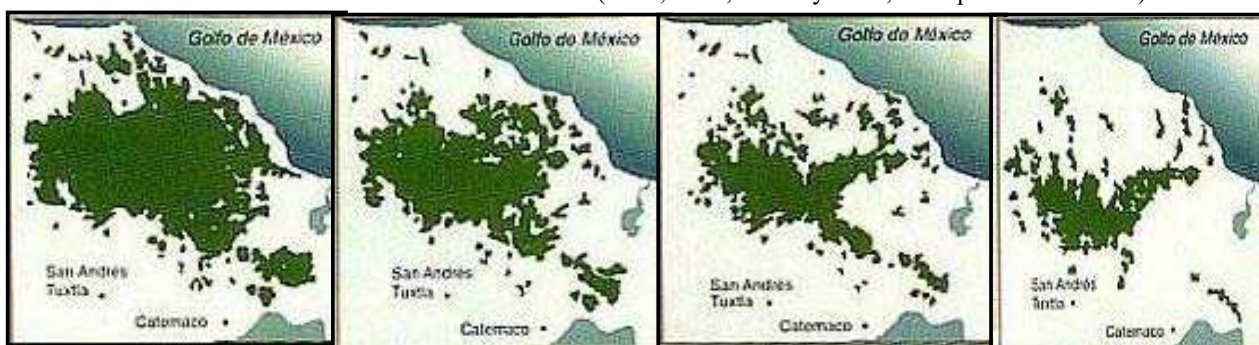 Golfo de México
San Andrés
Tuxtla
Catemaco
Golfo de México
San Andrés
Tuxtla
Catemaco
Golfo de México
San Andrés
Tuxtla
Catemaco
Golfo de México
San Andrés
Tuxtla
Catemaco